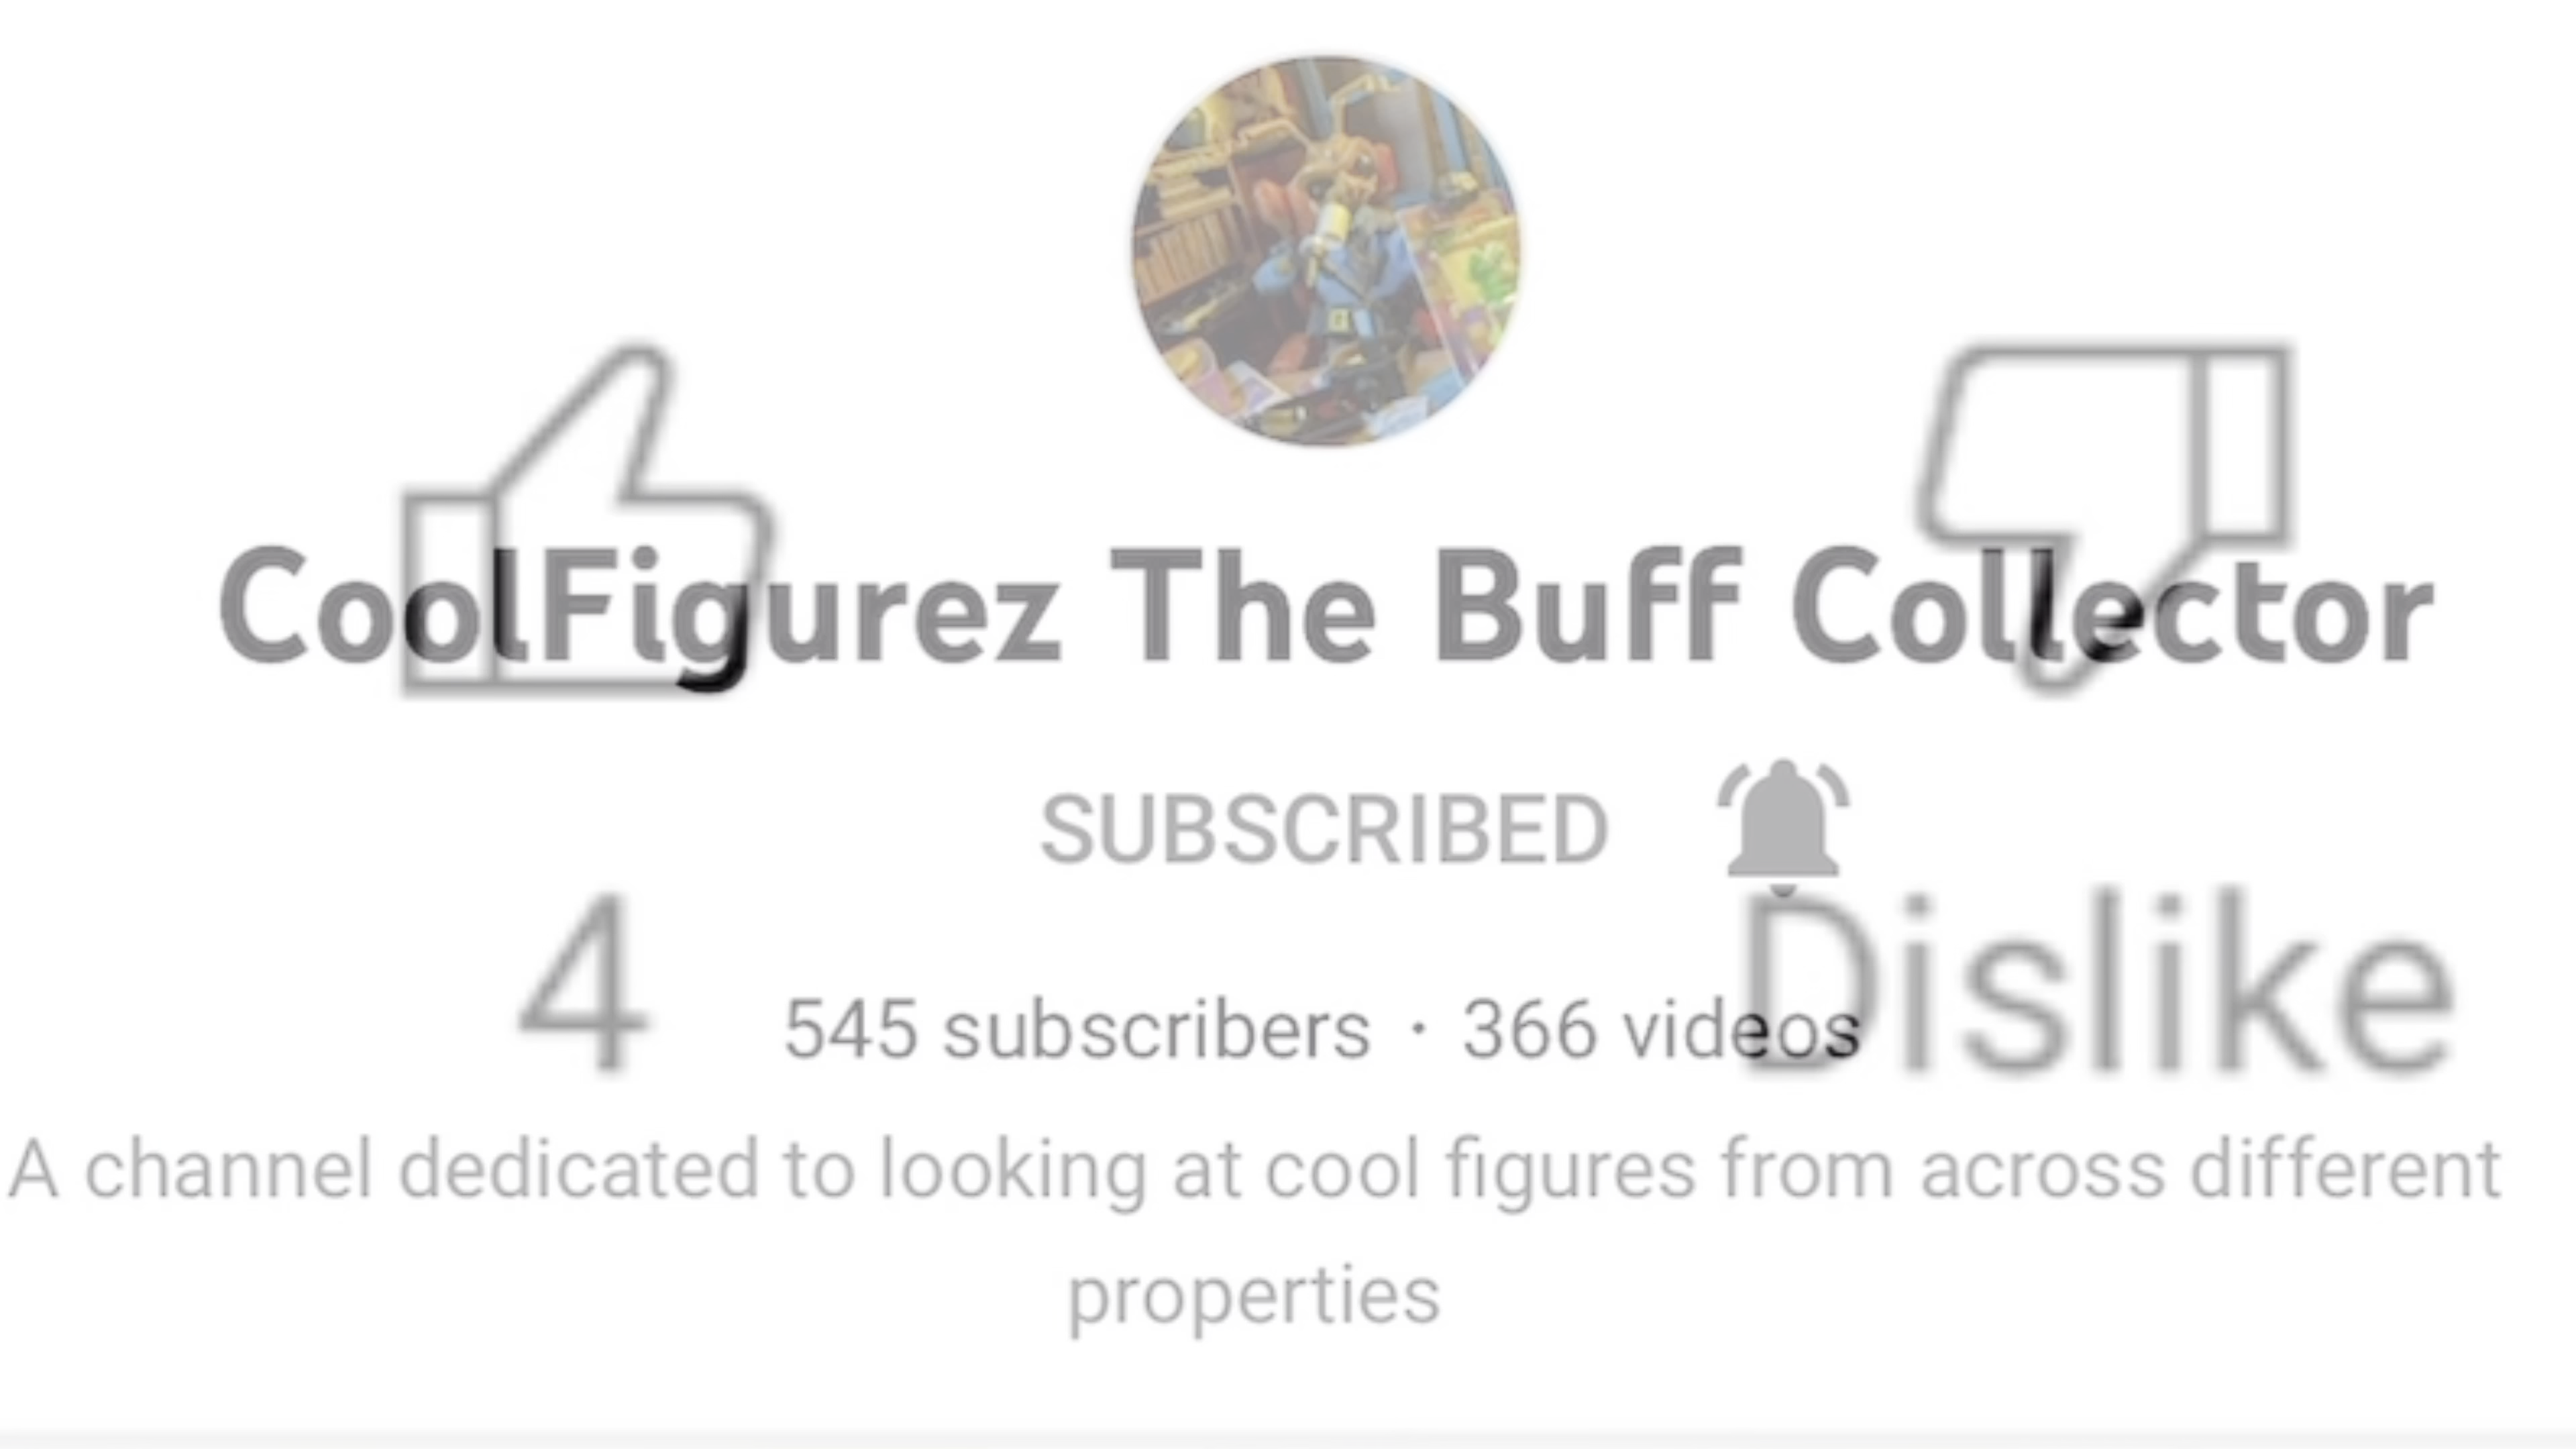 CoolFigurez The Buff Collector
SUBSCRIBED
4
Dislike
545 subscribers · 366 videos
A channel dedicated to looking at cool figures from across different
properties